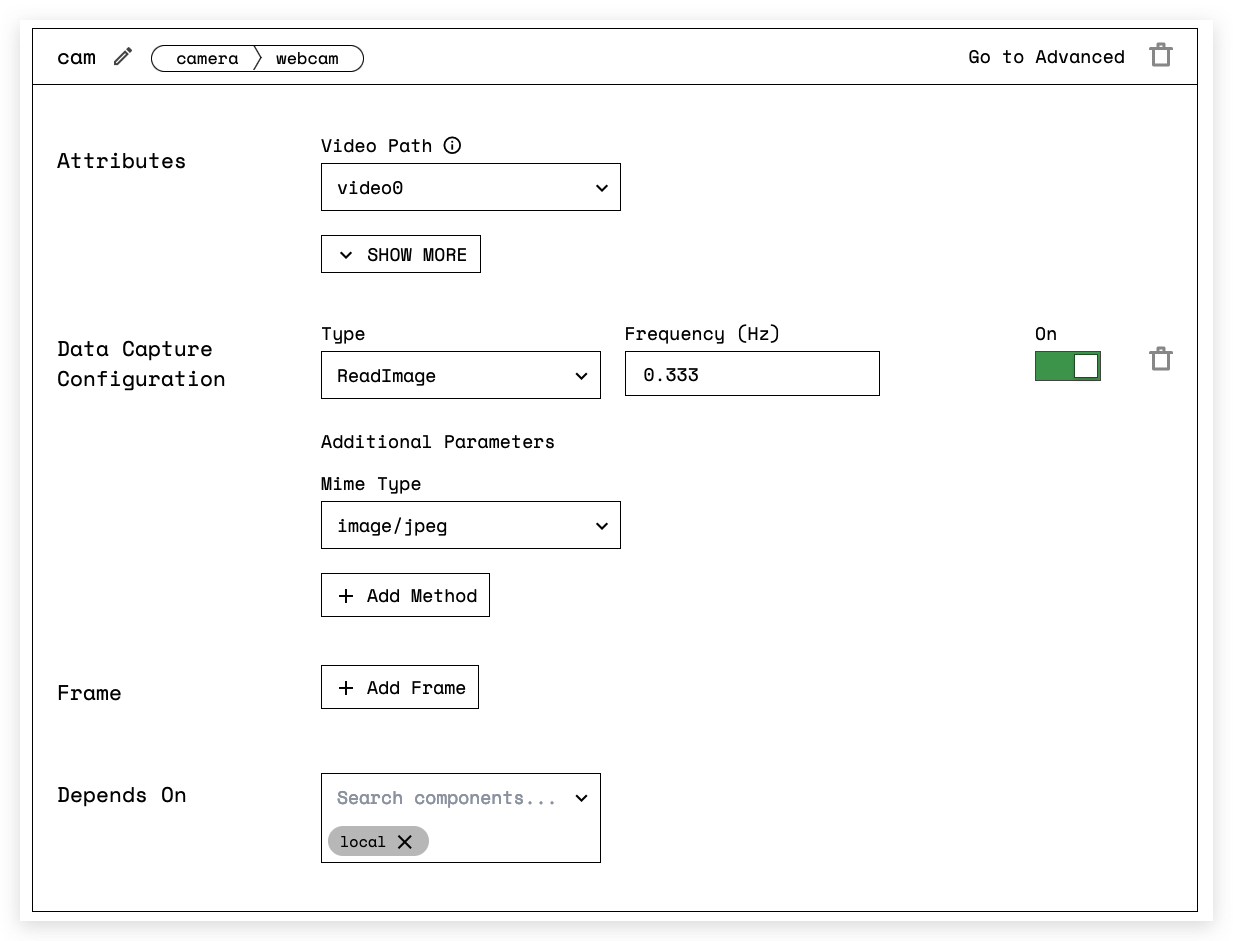 cam camera webcam Go to Advanced
Attributes
Video Path
video0
SHOW MORE
Data Capture Configuration
Type Frequency (Hz) On
ReadImage 0.333
Additional Parameters
Mime Type
image/jpeg
+ Add Method
Frame
+ Add Frame
Depends On
Search components...
local